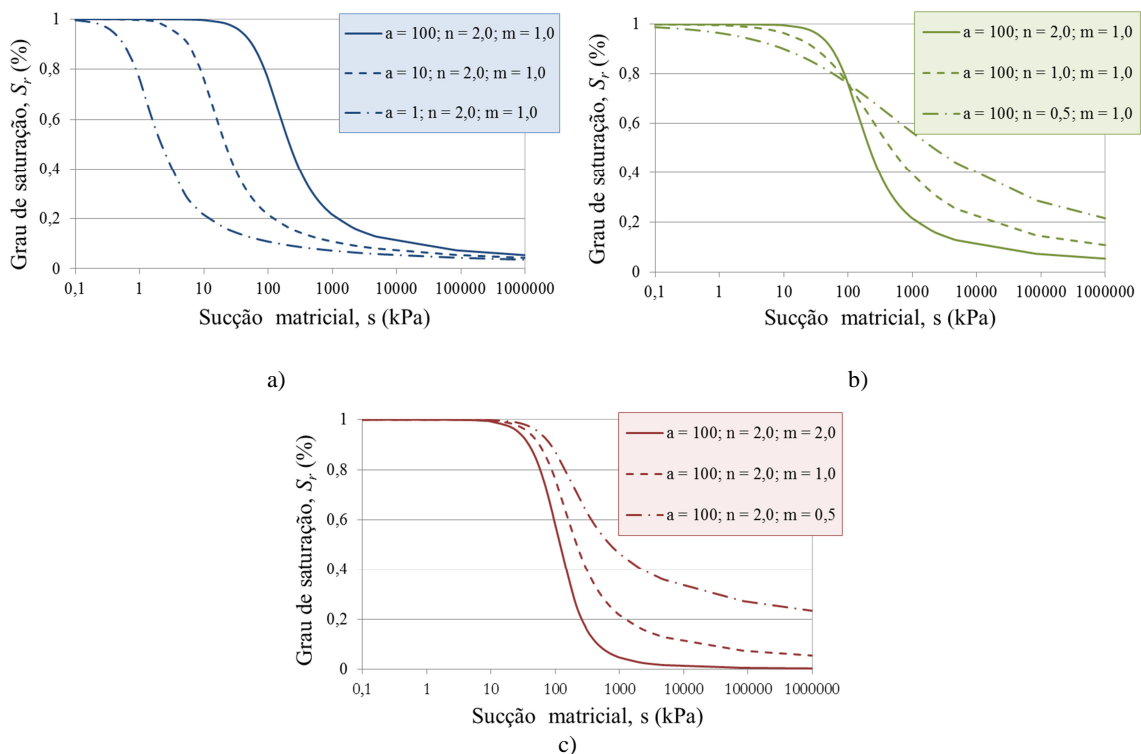 Grau de saturação, Sr (%)
1
0,8
0,6
0,4
0,2
0
0,1 1 10 100 1000 10000 100000 1000000
Sucção matricial, s (kPa)
a = 100; n = 2,0; m = 1,0
a = 10; n = 2,0; m = 1,0
a = 1; n = 2,0; m = 1,0
a)
Grau de saturação, Sr (%)
1
0,8
0,6
0,4
0,2
0
0,1 1 10 100 1000 10000 100000 1000000
Sucção matricial, s (kPa)
a = 100; n = 2,0; m = 1,0
a = 100; n = 1,0; m = 1,0
a = 100; n = 0,5; m = 1,0
b)
Grau de saturação, Sr (%)
1
0,8
0,6
0,4
0,2
0
0,1 1 10 100 1000 10000 100000 1000000
Sucção matricial, s (kPa)
a = 100; n = 2,0; m = 2,0
a = 100; n = 2,0; m = 1,0
a = 100; n = 2,0; m = 0,5
c)